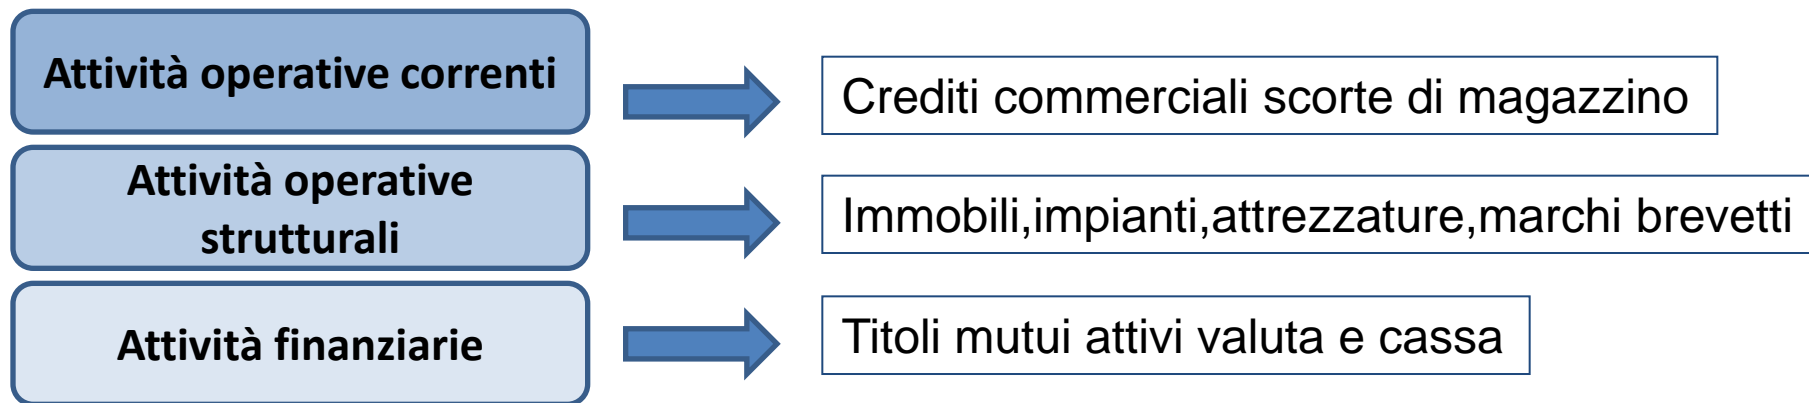 Attività operative correnti
Crediti commerciali scorte di magazzino
Attività operative
strutturali
Immobili,impianti,attrezzature,marchi brevetti
Attività finanziarie
Titoli mutui attivi valuta e cassa